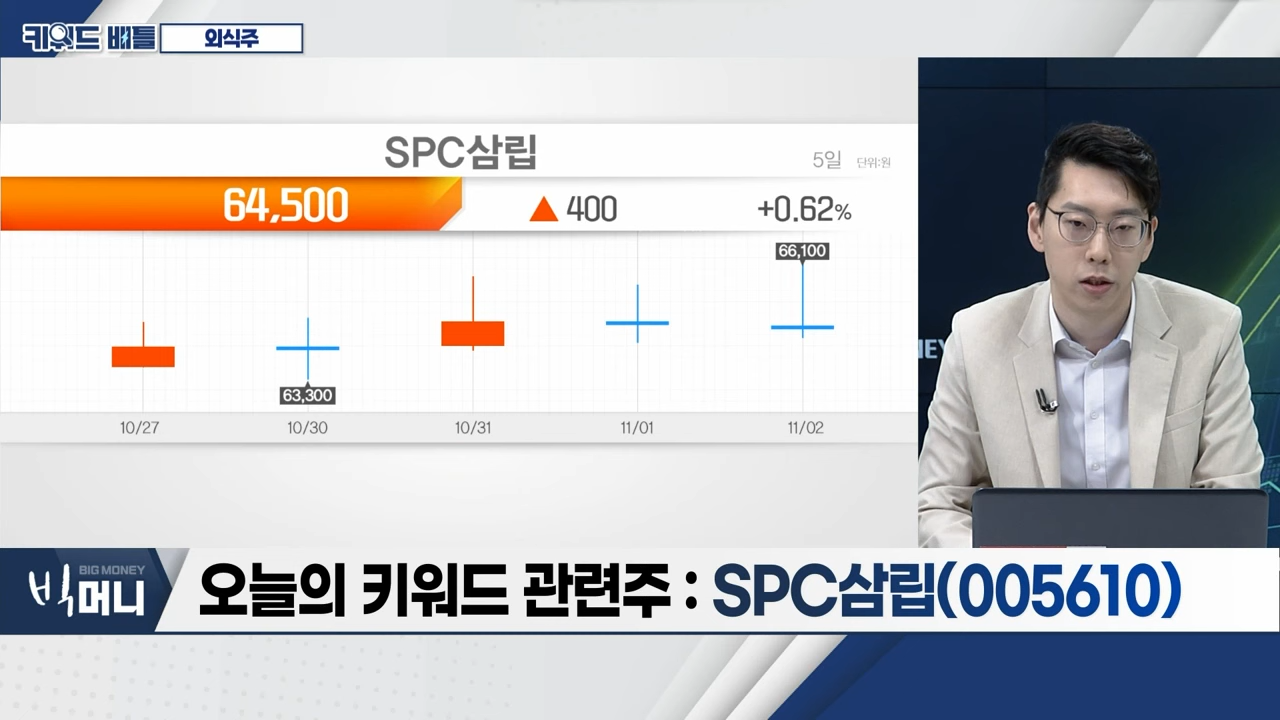 키워드 배틀 외식주
SPC삼립
5일 단위:원
64,500 ▲ 400 +0.62%
66,100
63,300
10/27 10/30 10/31 11/01 11/02
BIG MONEY
빅머니
오늘의 키워드 관련주 : SPC삼립(005610)